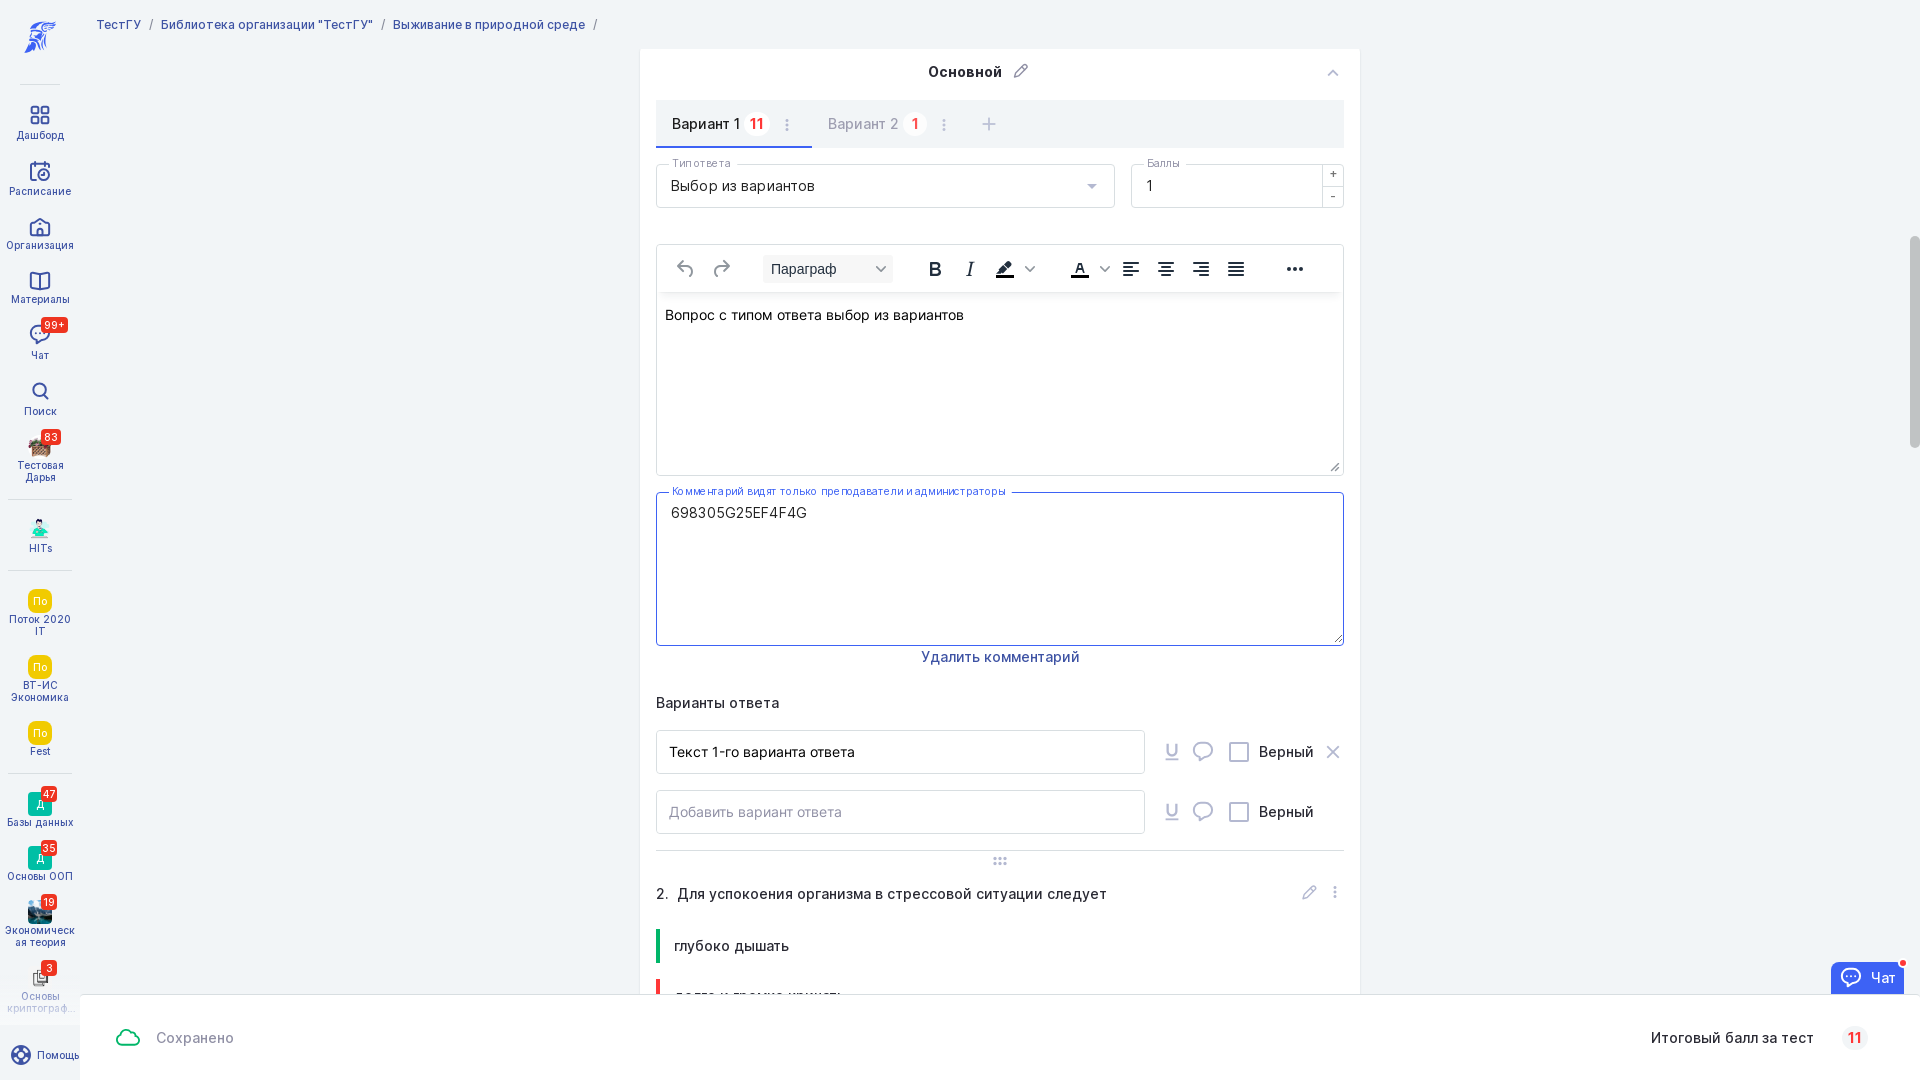 ТестГУ / Библиотека организации "ТестГУ" / Выживание в природной среде /
Дашборд
Расписание
Организация
Материалы
99+
Чат
Поиск
83
Тестовая
Дарья
HITs
По
Поток 2020
IT
По
ВТ-ИС
Экономика
По
Fest
47
Д
Базы данных
35
Д
Основы ООП
19
Экономическ
ая теория
3
Основы
криптограф...
Помощь
Основной
Вариант 1 11 Вариант 2 1
Тип ответа
Выбор из вариантов
Баллы
1
+
-
Параграф
Вопрос с типом ответа выбор из вариантов
Комментарий видят только преподаватели и администраторы
698305G25EF4F4G
Удалить комментарий
Варианты ответа
Текст 1-го варианта ответа Верный
Добавить вариант ответа Верный
2. Для успокоения организма в стрессовой ситуации следует
глубоко дышать
Чат
Сохранено
Итоговый балл за тест 11